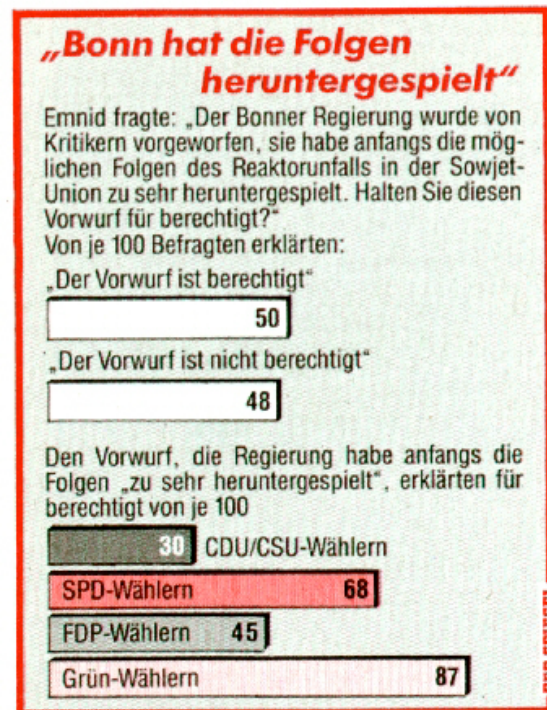 „Bonn hat die Folgen
heruntergespielt“
Emnid fragte: „Der Bonner Regierung wurde von
Kritikern vorgeworfen, sie habe anfangs die mög-
lichen Folgen des Reaktorunfalls in der Sowjet-
Union zu sehr heruntergespielt. Halten Sie diesen
Vorwurf für berechtigt?“
Von je 100 Befragten erklärten:
„Der Vorwurf ist berechtigt“
50
„Der Vorwurf ist nicht berechtigt“
48
Den Vorwurf, die Regierung habe anfangs die
Folgen „zu sehr heruntergespielt“, erklärten für
berechtigt von je 100
30 CDU/CSU-Wählern
SPD-Wählern 68
FDP-Wählern 45
Grün-Wählern 87
DER SPIEGEL